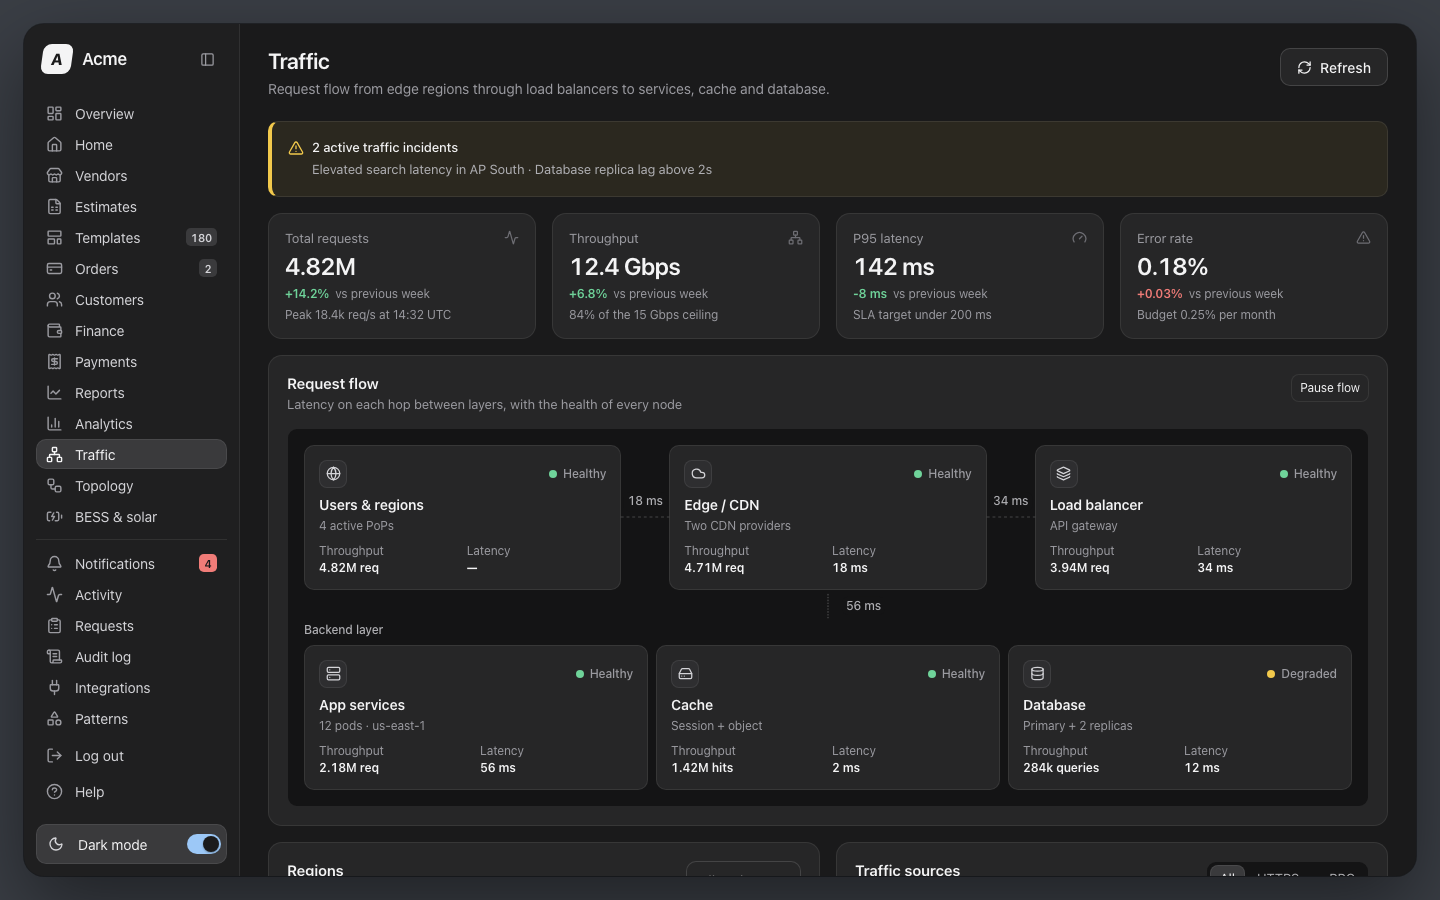 A
Acme
Overview
Home
Vendors
Estimates
Templates 180
Orders 2
Customers
Finance
Payments
Reports
Analytics
Traffic
Topology
BESS & solar
Notifications 4
Activity
Requests
Audit log
Integrations
Patterns
Log out
Help
Dark mode
Traffic
Request flow from edge regions through load balancers to services, cache and database.
Refresh
2 active traffic incidents
Elevated search latency in AP South · Database replica lag above 2s
Total requests
4.82M
+14.2% vs previous week
Peak 18.4k req/s at 14:32 UTC
Throughput
12.4 Gbps
+6.8% vs previous week
84% of the 15 Gbps ceiling
P95 latency
142 ms
-8 ms vs previous week
SLA target under 200 ms
Error rate
0.18%
+0.03% vs previous week
Budget 0.25% per month
Request flow
Latency on each hop between layers, with the health of every node
Pause flow
Healthy
Users & regions
4 active PoPs
Throughput Latency
4.82M req —
18 ms
Healthy
Edge / CDN
Two CDN providers
Throughput Latency
4.71M req 18 ms
34 ms
Healthy
Load balancer
API gateway
Throughput Latency
3.94M req 34 ms
56 ms
Backend layer
Healthy
App services
12 pods · us-east-1
Throughput Latency
2.18M req 56 ms
Healthy
Cache
Session + object
Throughput Latency
1.42M hits 2 ms
Degraded
Database
Primary + 2 replicas
Throughput Latency
284k queries 12 ms
Regions
Traffic sources
All HTTPS